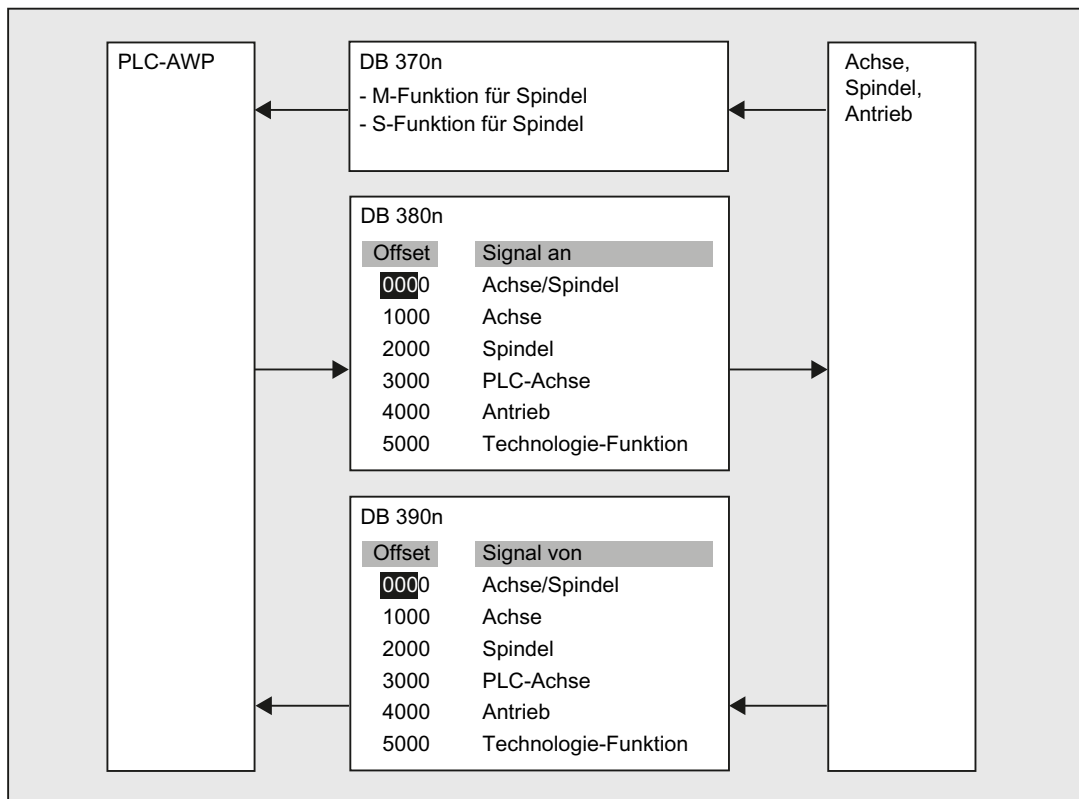 PLC-AWP
DB 370n
- M-Funktion für Spindel
- S-Funktion für Spindel
Achse,
Spindel,
Antrieb
DB 380n
Offset Signal an
0000 Achse/Spindel
1000 Achse
2000 Spindel
3000 PLC-Achse
4000 Antrieb
5000 Technologie-Funktion
DB 390n
Offset Signal von
0000 Achse/Spindel
1000 Achse
2000 Spindel
3000 PLC-Achse
4000 Antrieb
5000 Technologie-Funktion